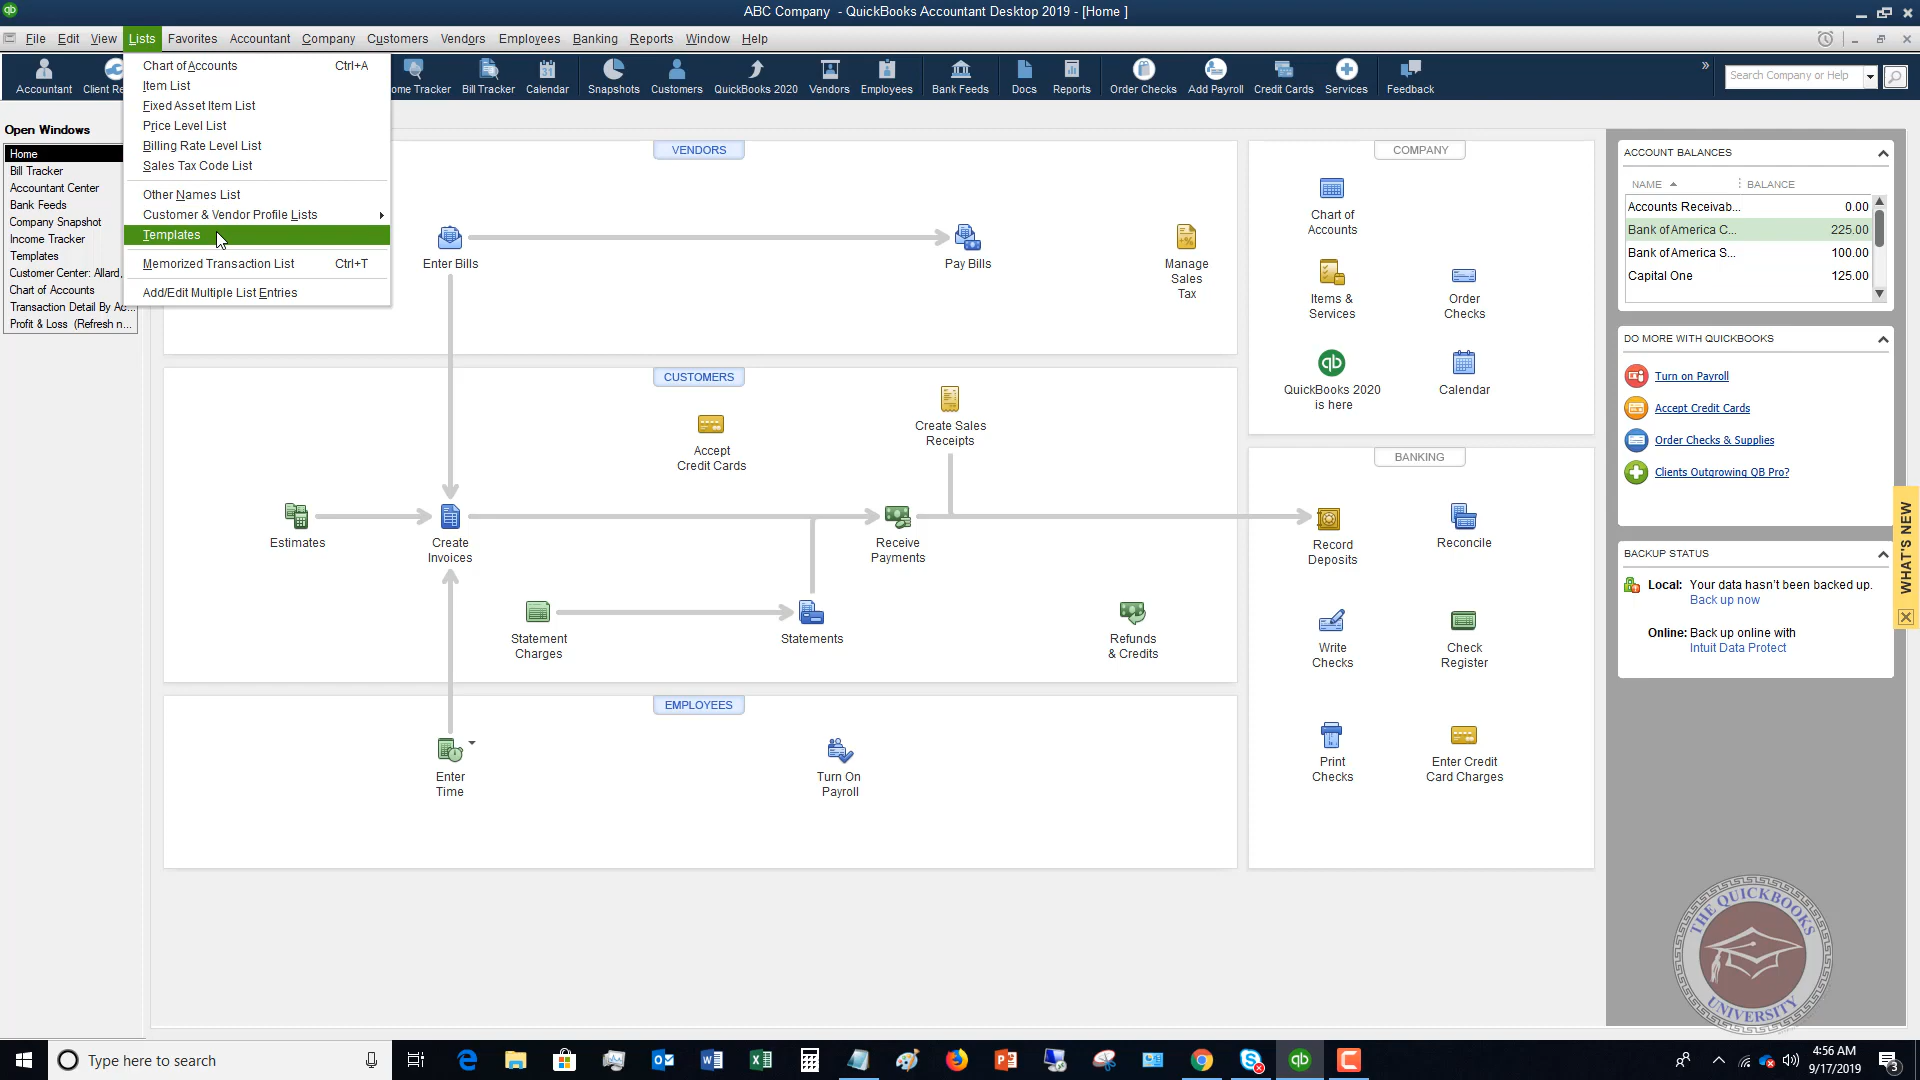 ABC Company - QuickBooks Accountant Desktop 2019 - [Home ]
File Edit View Lists Favorites Accountant Company Customers Vendors Employees Banking Reports Window Help
Accountant Client Re ome Tracker Bill Tracker Calendar Snapshots Customers QuickBooks 2020 Vendors Employees Bank Feeds Docs Reports Order Checks Add Payroll Credit Cards Services Feedback
Search Company or Help
Chart of Accounts Ctrl+A
Item List
Fixed Asset Item List
Price Level List
Billing Rate Level List
Sales Tax Code List
Other Names List
Customer & Vendor Profile Lists
Templates
Memorized Transaction List Ctrl+T
Add/Edit Multiple List Entries
Open Windows
Home
Bill Tracker
Accountant Center
Bank Feeds
Company Snapshot
Income Tracker
Templates
Customer Center: Allard,
Chart of Accounts
Transaction Detail By Ac...
Profit & Loss (Refresh n...
VENDORS
Enter Bills
Pay Bills
Manage
Sales
Tax
CUSTOMERS
Accept
Credit Cards
Create Sales
Receipts
Estimates
Create
Invoices
Receive
Payments
Statement
Charges
Statements
Refunds
& Credits
EMPLOYEES
Enter
Time
Turn On
Payroll
COMPANY
Chart of
Accounts
Items &
Services
Order
Checks
QuickBooks 2020
is here
Calendar
BANKING
Record
Deposits
Reconcile
Write
Checks
Check
Register
Print
Checks
Enter Credit
Card Charges
ACCOUNT BALANCES
NAME BALANCE
Accounts Receivab... 0.00
Bank of America C... 225.00
Bank of America S... 100.00
Capital One 125.00
DO MORE WITH QUICKBOOKS
Turn on Payroll
Accept Credit Cards
Order Checks & Supplies
Clients Outgrowing QB Pro?
BACKUP STATUS
Local: Your data hasn't been backed up.
Back up now
Online: Back up online with
Intuit Data Protect
WHAT'S NEW
THE QUICKBOOKS
UNIVERSITY
Type here to search
4:56 AM
9/17/2019
3